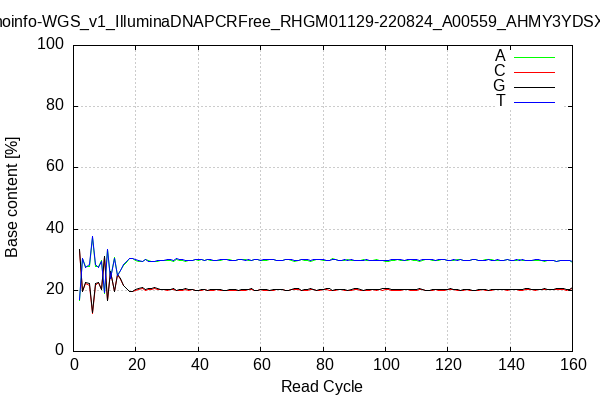 noinfo-WGS_v1_IlluminaDNAPCRFree_RHGM01129-220824_A00559_AHMY3YDSX
100
80
60
40
20
0
Base content [%]
A
C
G
T
0 20 40 60 80 100 120 140 160
Read Cycle